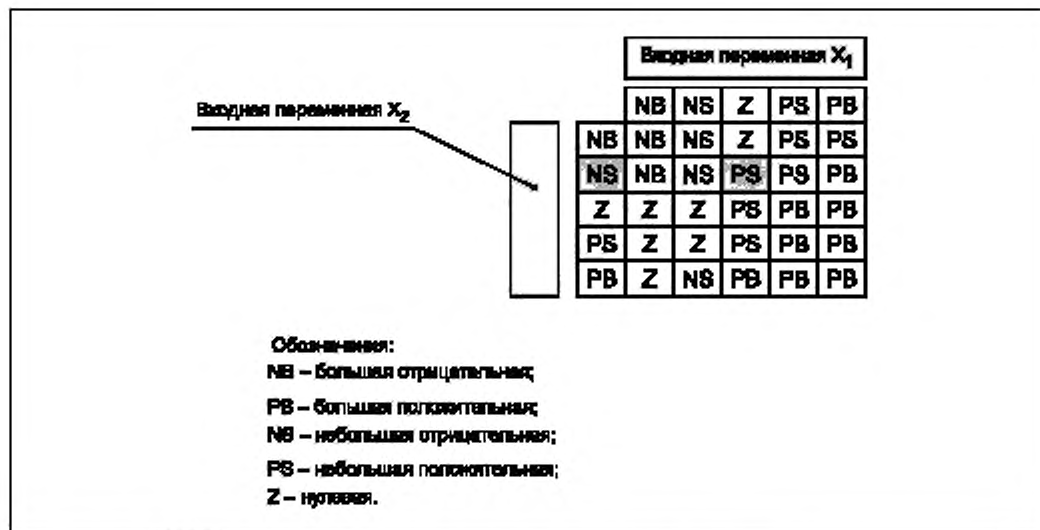 Входная переменная X1
Входная переменная X2
NB NS Z PS PB
NB NB NS Z PS PS
NS NB NS PS PS PB
Z Z Z PS PB PB
PS Z Z PS PB PB
PB Z NS PB PB PB
Обозначения:
NB – большая отрицательная;
PB – большая положительная;
NS – небольшая отрицательная;
PS – небольшая положительная;
Z – нулевая.